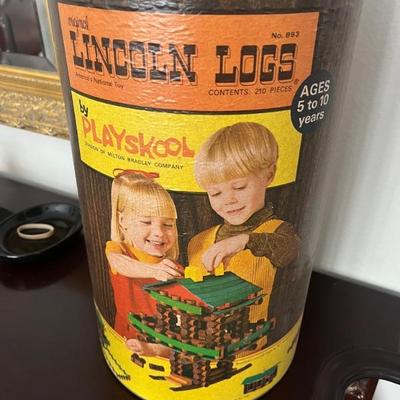 original
No. 893
LINCOLN LOGS®
America's National Toy
CONTENTS: 210 PIECES
AGES
5 to 10
years
by
PLAYSKOOL
DIVISION OF MILTON BRADLEY COMPANY